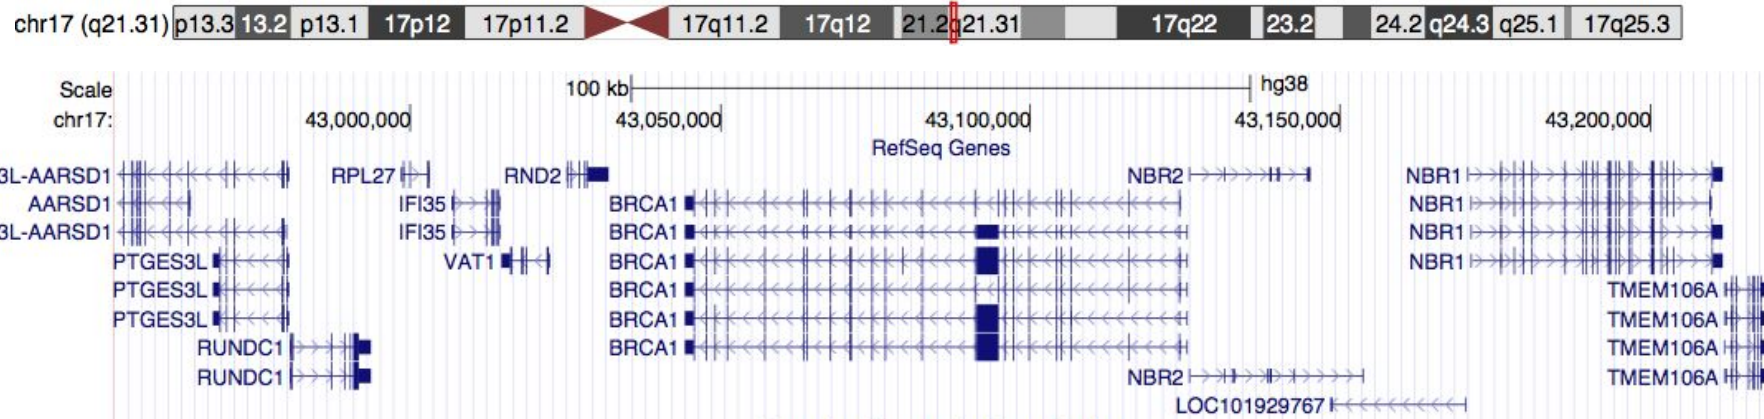 chr17 (q21.31) p13.3 13.2 p13.1 17p12 17p11.2 17q11.2 17q12 21.2 q21.31 17q22 23.2 24.2 q24.3 q25.1 17q25.3
Scale 100 kb hg38
chr17: 43,000,000 43,050,000 43,100,000 43,150,000 43,200,000
RefSeq Genes
3L-AARSD1 RPL27 RND2 NBR2 NBR1
AARSD1 IFI35 BRCA1 NBR1
3L-AARSD1 IFI35 BRCA1 NBR1
PTGES3L VAT1 BRCA1 NBR1
PTGES3L BRCA1 TMEM106A
PTGES3L BRCA1 TMEM106A
RUNDC1 BRCA1 TMEM106A
RUNDC1 NBR2 TMEM106A
LOC101929767